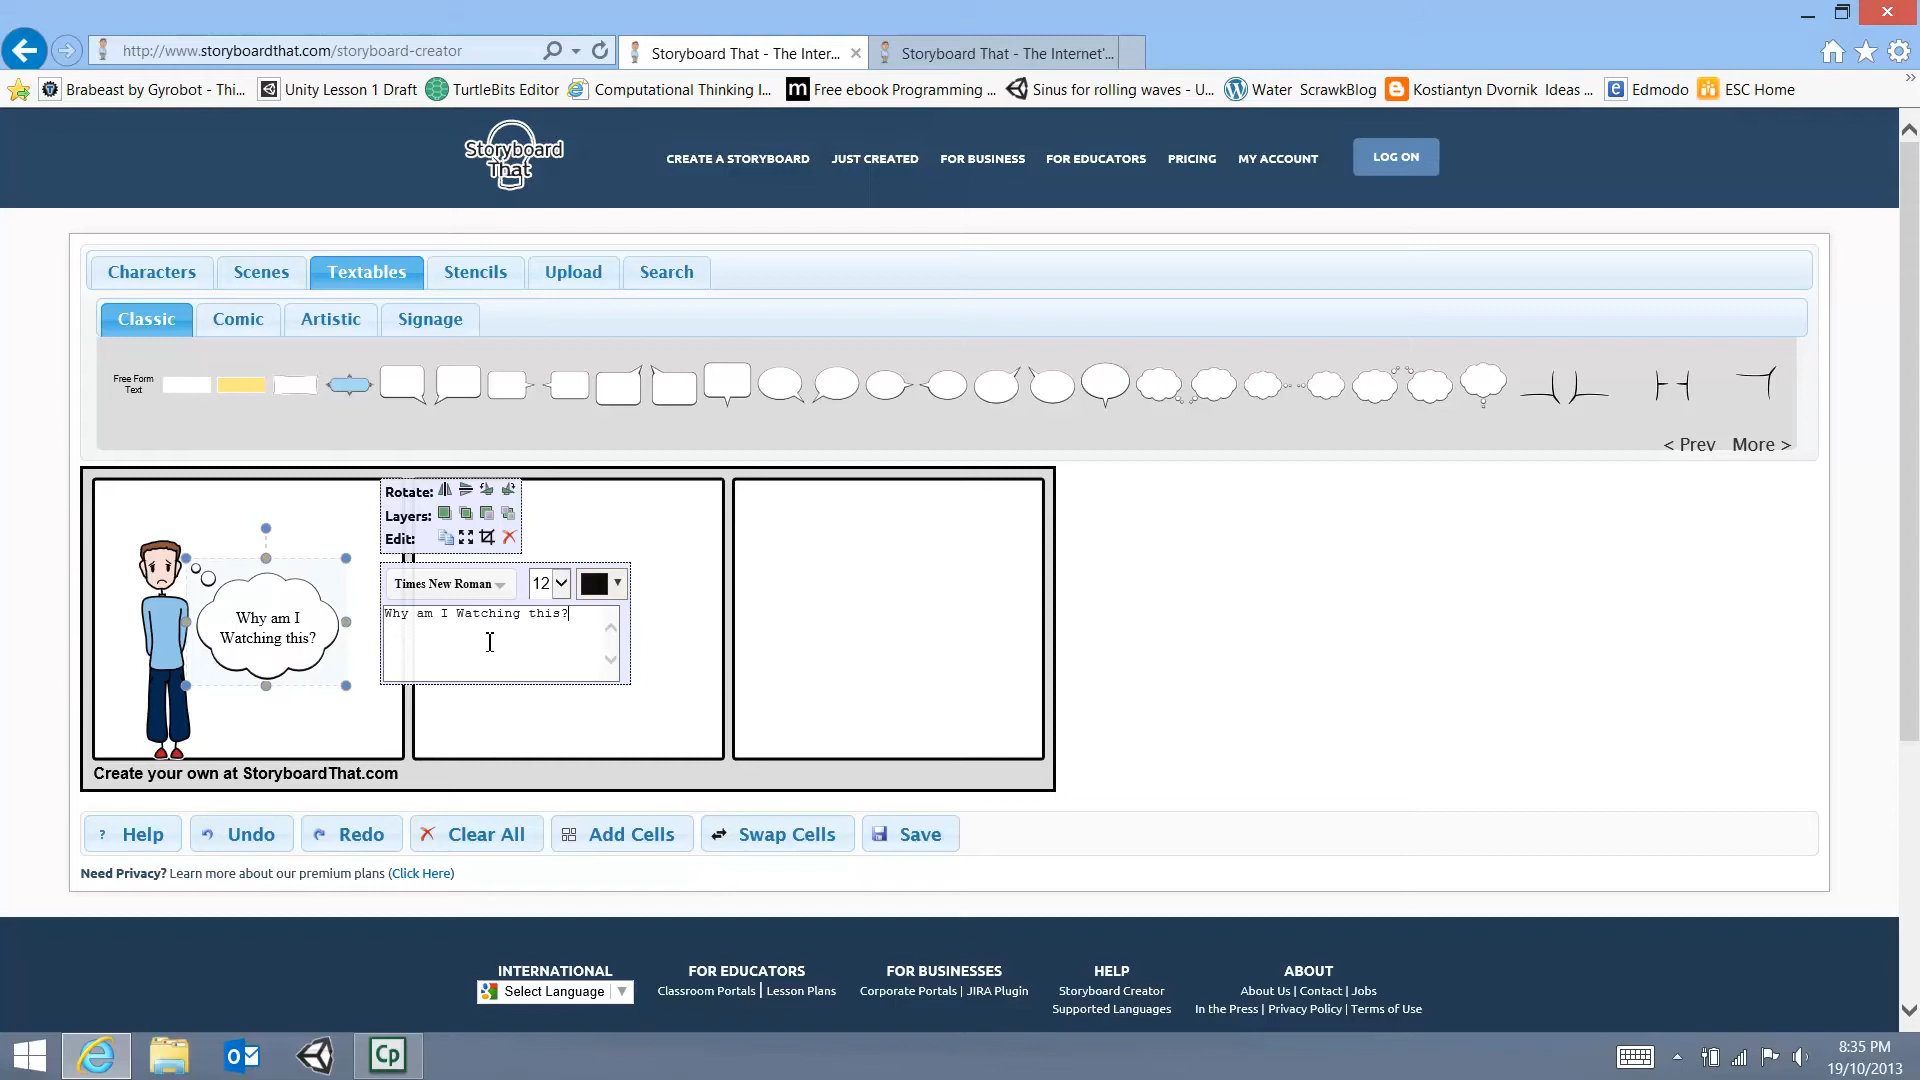 http://www.storyboardthat.com/storyboard-creator
Storyboard That - The Inter...
Storyboard That - The Internet'...
Brabeast by Gyrobot - Thi...
Unity Lesson 1 Draft
TurtleBits Editor
Computational Thinking I...
m
Free ebook Programming ...
Sinus for rolling waves - U...
Water ScrawkBlog
Kostiantyn Dvornik Ideas ...
Edmodo
ESC Home
Storyboard
That
CREATE A STORYBOARD
JUST CREATED
FOR BUSINESS
FOR EDUCATORS
PRICING
MY ACCOUNT
LOG ON
Characters
Scenes
Textables
Stencils
Upload
Search
Classic
Comic
Artistic
Signage
Free Form
Text
< Prev
More >
Rotate:
Layers:
Edit:
Times New Roman
12
Why am I Watching this?
Why am I
Watching this?
Create your own at StoryboardThat.com
? Help
Undo
Redo
Clear All
Add Cells
Swap Cells
Save
Need Privacy? Learn more about our premium plans (Click Here)
INTERNATIONAL
Select Language
FOR EDUCATORS
Classroom Portals | Lesson Plans
FOR BUSINESSES
Corporate Portals | JIRA Plugin
HELP
Storyboard Creator
Supported Languages
ABOUT
About Us | Contact | Jobs
In the Press | Privacy Policy | Terms of Use
Cp
8:35 PM
19/10/2013